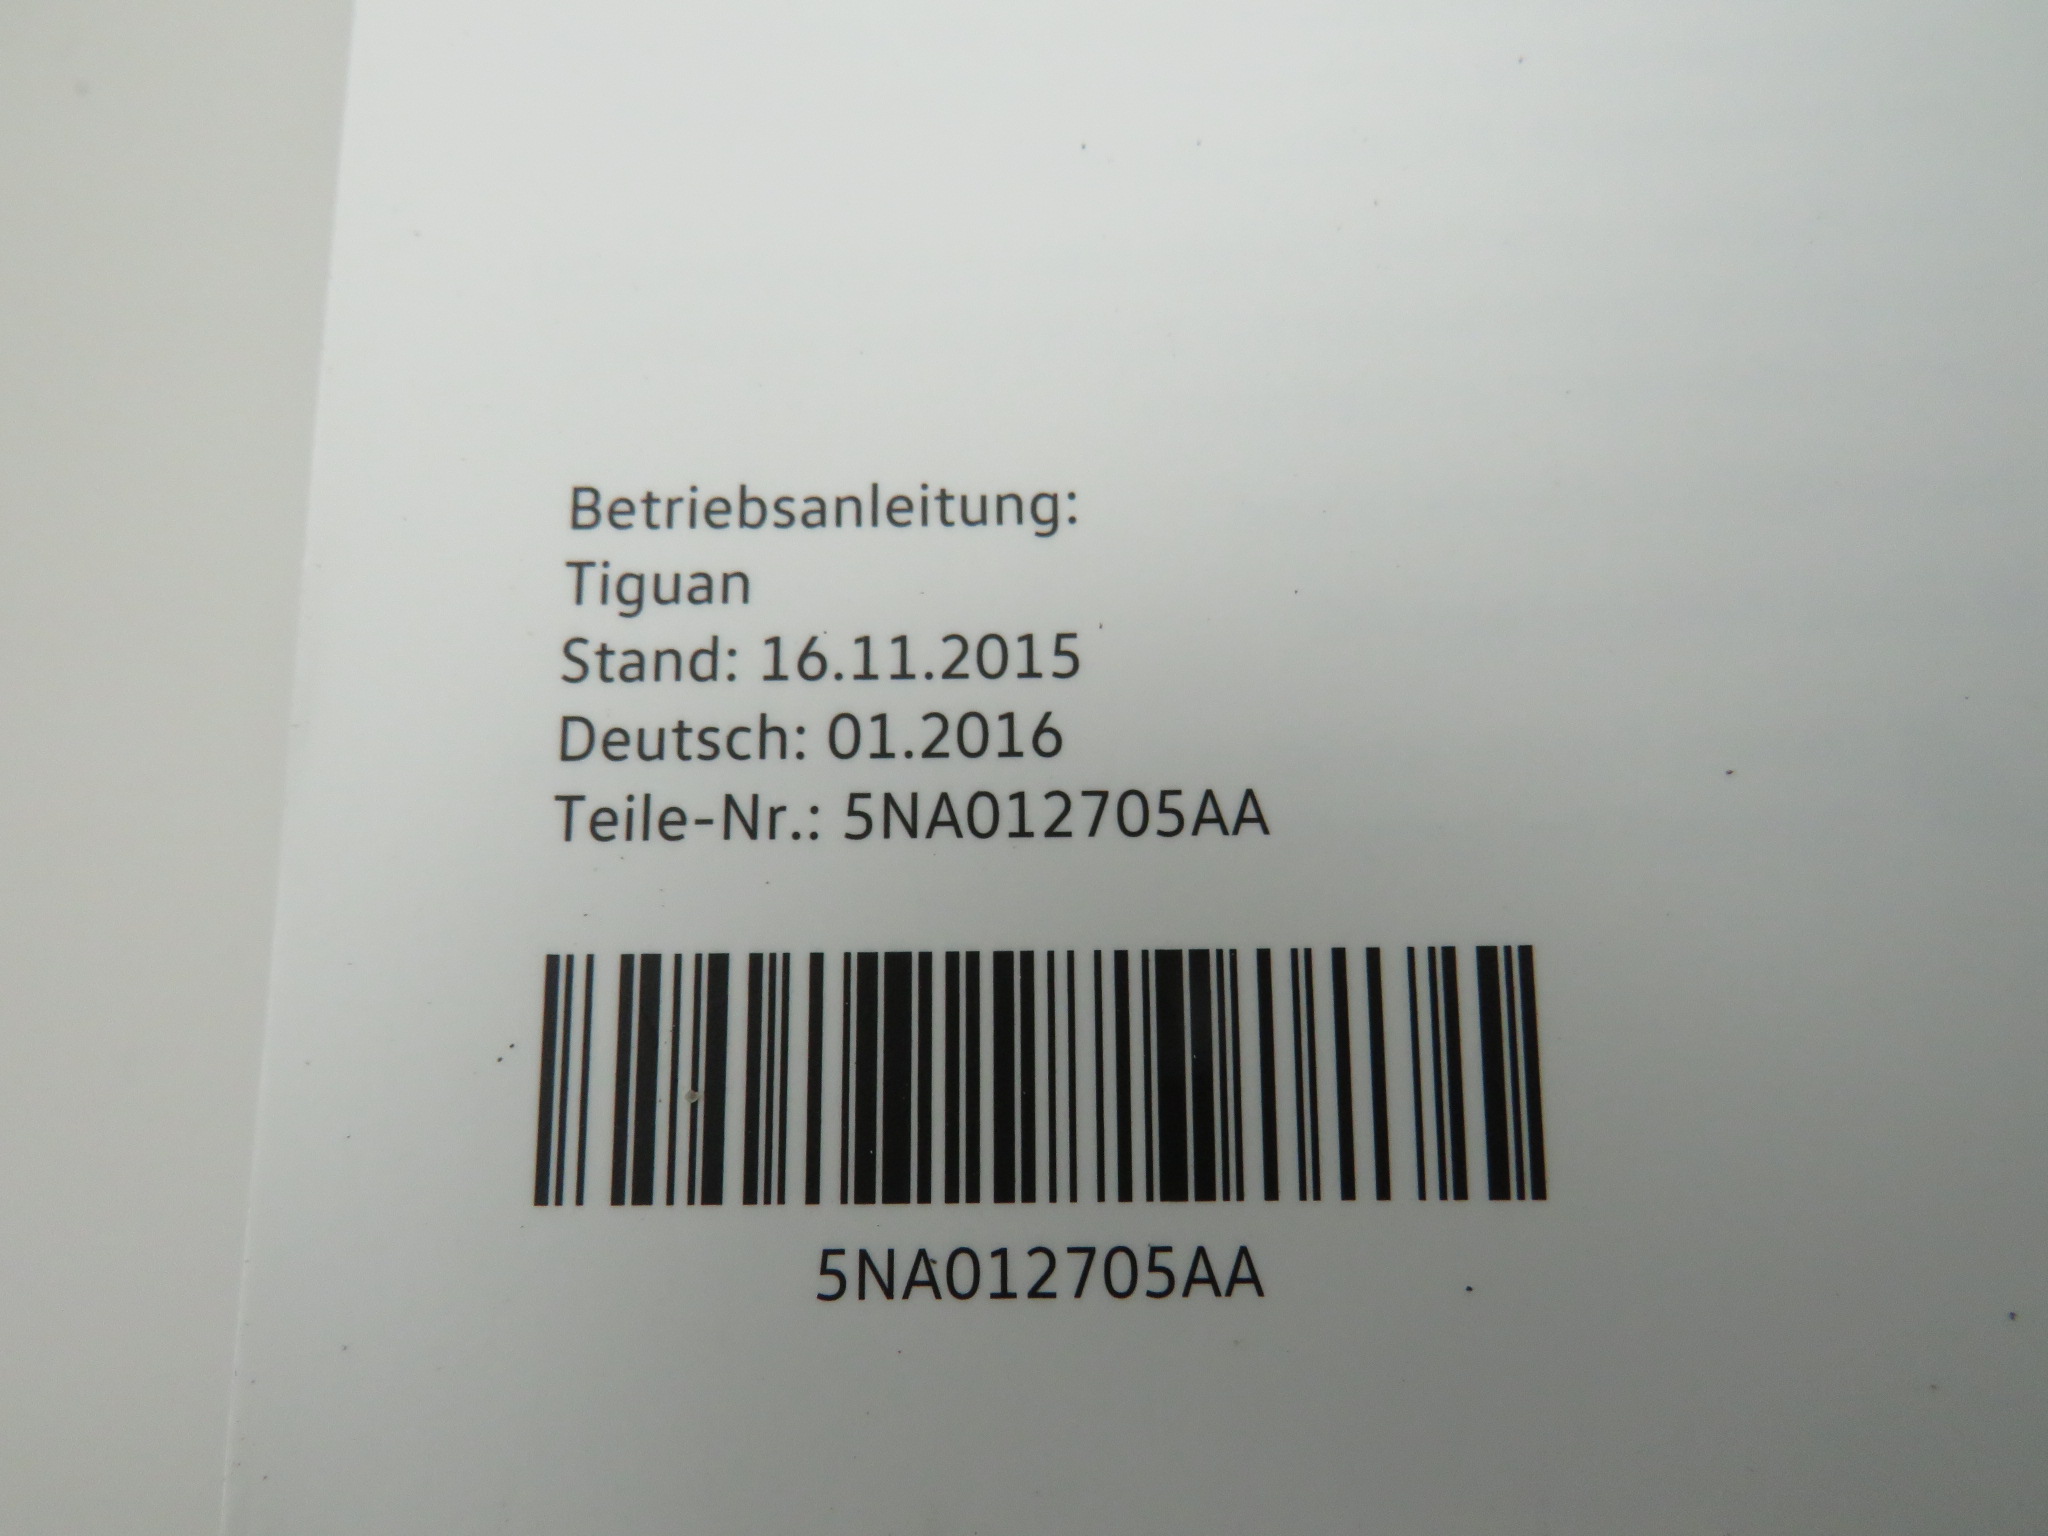 Betriebsanleitung:
Tiguan
Stand: 16.11.2015
Deutsch: 01.2016
Teile-Nr.: 5NA012705AA
5NA012705AA